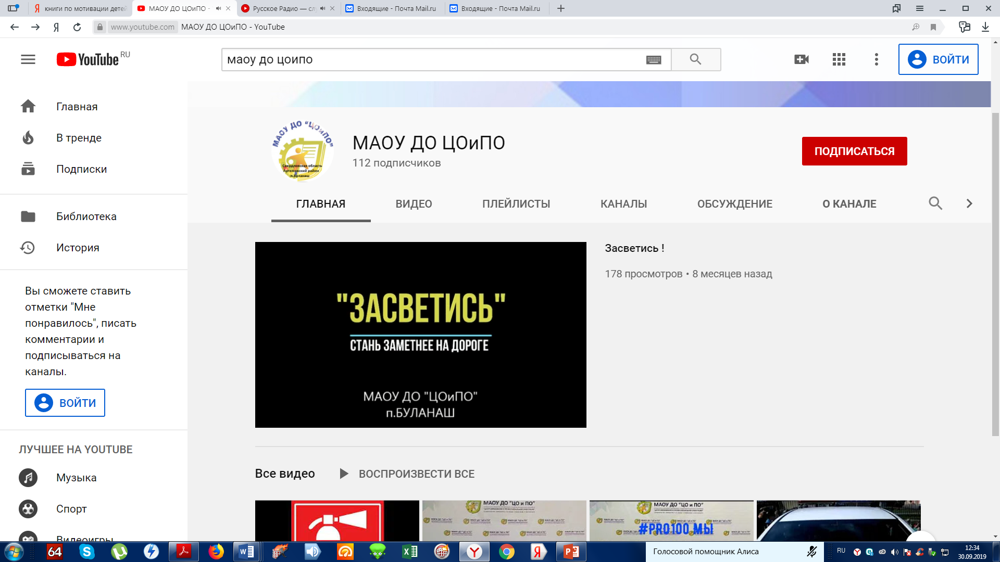 книги по мотивации детей
МАОУ ДО ЦОиПО -
Русское Радио — сл
Входящие - Почта Mail.ru
Входящие - Почта Mail.ru
www.youtube.com МАОУ ДО ЦОиПО - YouTube
YouTube RU
маоу до цоипо
ВОЙТИ
Главная
В тренде
Подписки
Библиотека
История
Вы сможете ставить
отметки "Мне
понравилось", писать
комментарии и
подписываться на
каналы.
ВОЙТИ
ЛУЧШЕЕ НА YOUTUBE
Музыка
Спорт
Видеоигры
МАОУ ДО "ЦОиПО"
Свердловская область
Артемовский район
п.Буланаш
МАОУ ДО ЦОиПО
112 подписчиков
ПОДПИСАТЬСЯ
ГЛАВНАЯ ВИДЕО ПЛЕЙЛИСТЫ КАНАЛЫ ОБСУЖДЕНИЕ О КАНАЛЕ
"ЗАСВЕТИСЬ"
СТАНЬ ЗАМЕТНЕЕ НА ДОРОГЕ
МАОУ ДО "ЦОиПО"
п.БУЛАНАШ
Засветись !
178 просмотров • 8 месяцев назад
Все видео ВОСПРОИЗВЕСТИ ВСЕ
МАОУ ДО "ЦО и ПО"
МАОУ ДО "ЦО и ПО"
#PRO100 МЫ
64
Голосовой помощник Алиса
RU
12:34
30.09.2019